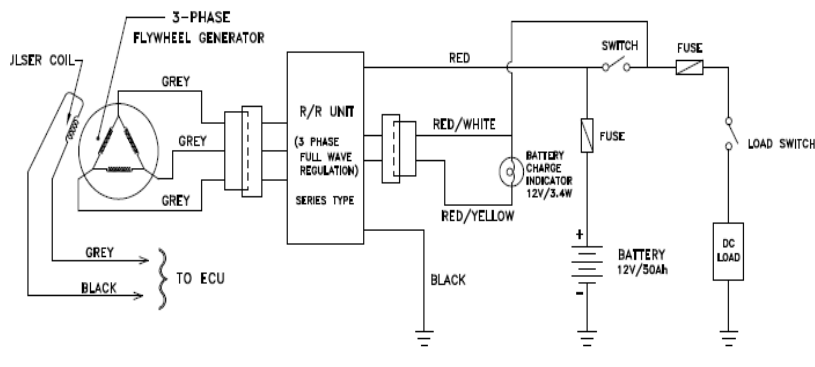 3-PHASE
FLYWHEEL GENERATOR
JLSER COIL
GREY
GREY
GREY
R/R UNIT
(3 PHASE
FULL WAVE
REGULATION)
SERIES TYPE
RED
RED/WHITE
RED/YELLOW
BLACK
SWITCH
FUSE
FUSE
LOAD SWITCH
BATTERY
CHARGE
INDICATOR
12V/3.4W
+
BATTERY
12V/50Ah
-
DC
LOAD
GREY
BLACK
TO ECU